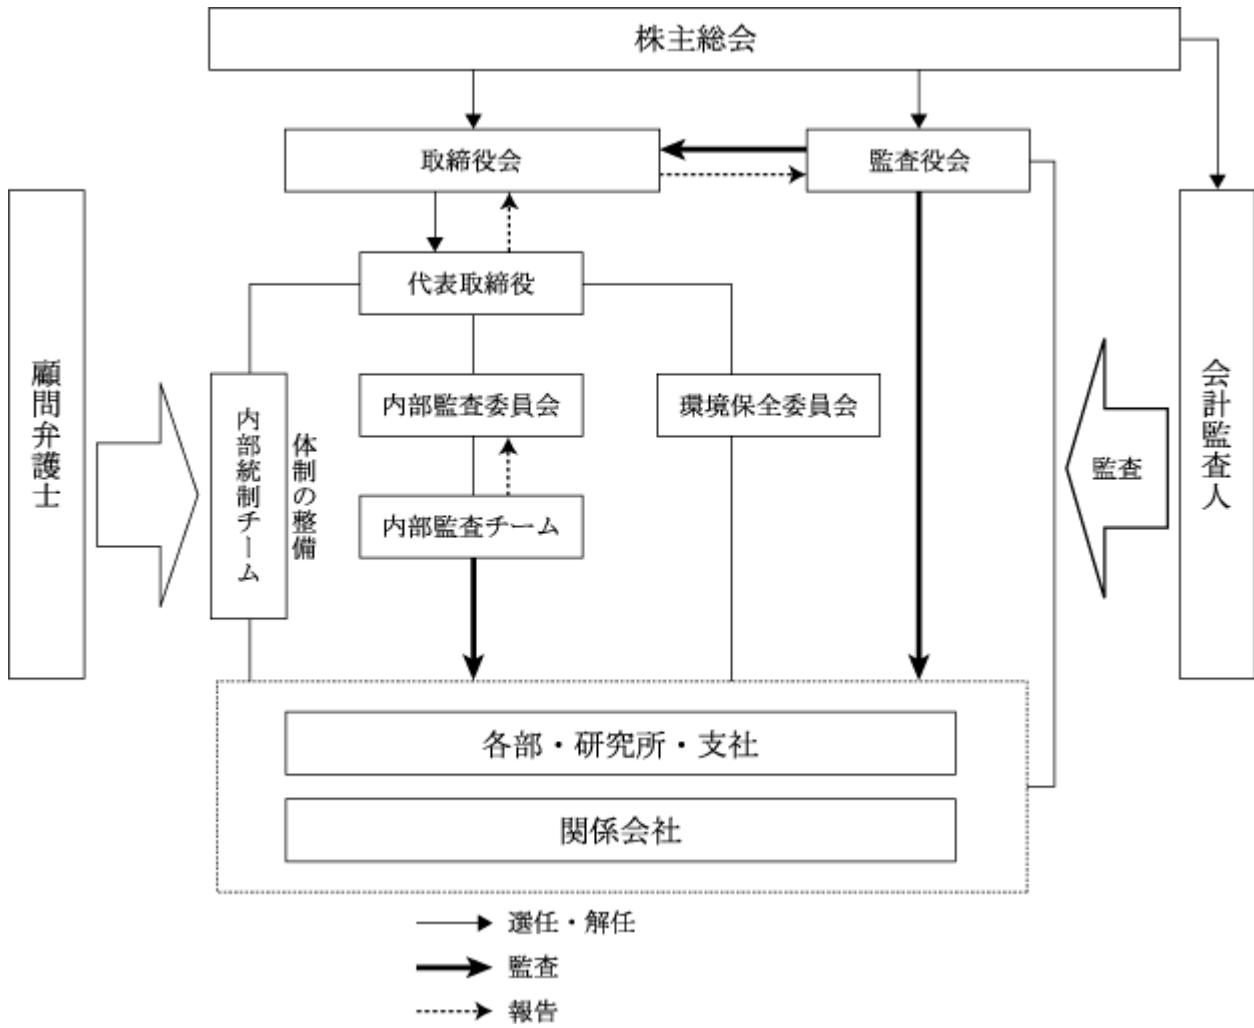 株主総会
取締役会
監査役会
代表取締役
顧問弁護士
内部統制チーム
体制の整備
内部監査委員会
環境保全委員会
内部監査チーム
監査
会計監査人
各部・研究所・支社
関係会社
選任・解任
監査
報告